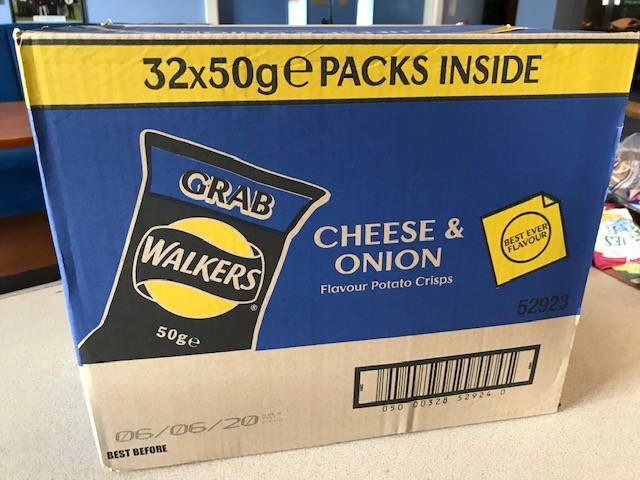 32x50g e PACKS INSIDE
GRAB
WALKERS
50g e
CHEESE &
ONION
Flavour Potato Crisps
BEST EVER
FLAVOUR
52923
050 00328 52924 0
06/06/20
BEST BEFORE